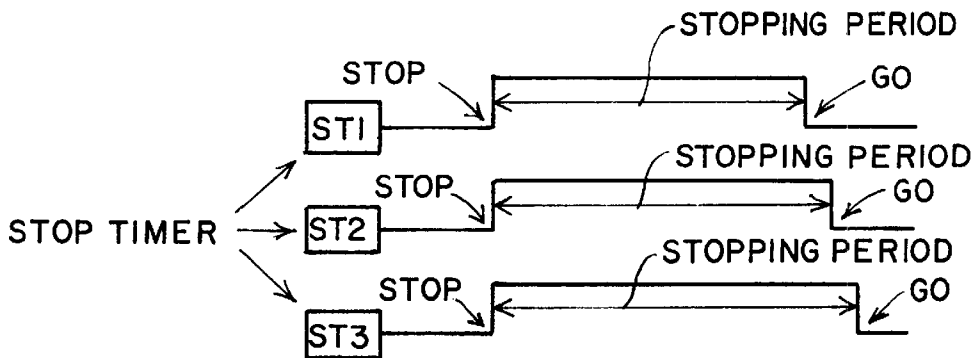 STOPPING PERIOD
STOP
GO
ST1
STOPPING PERIOD
STOP
GO
STOP TIMER
ST2
STOPPING PERIOD
STOP
GO
ST3